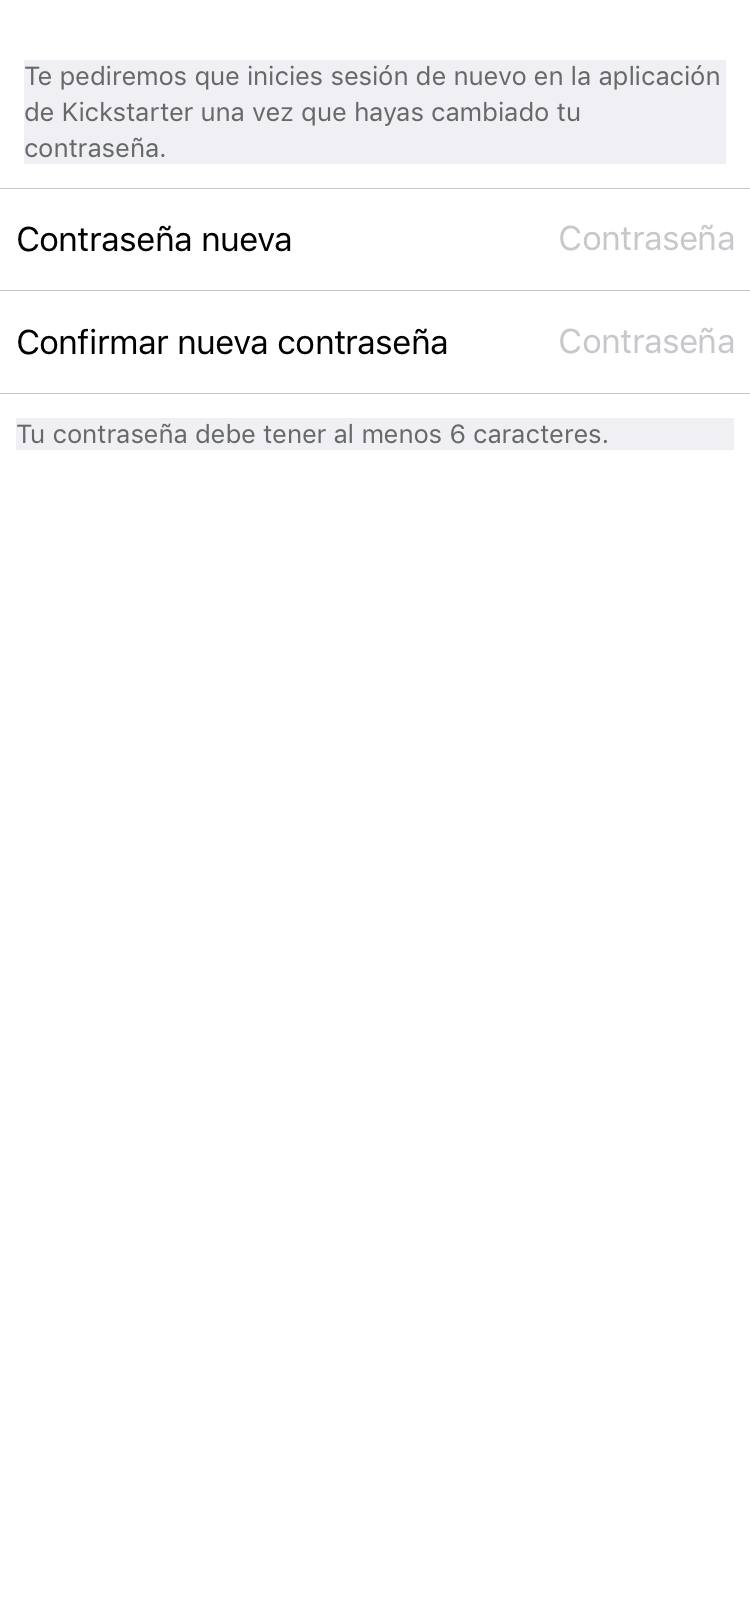 Te pediremos que inicies sesión de nuevo en la aplicación
de Kickstarter una vez que hayas cambiado tu
contraseña.
Contraseña nueva Contraseña
Confirmar nueva contraseña Contraseña
Tu contraseña debe tener al menos 6 caracteres.